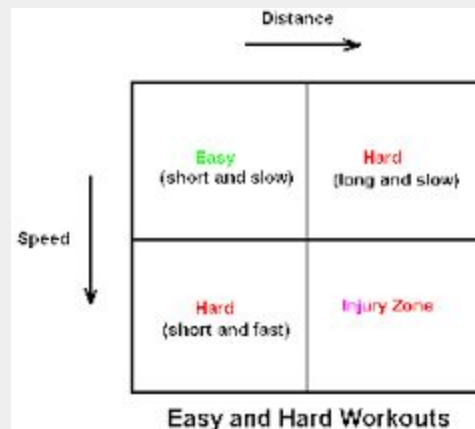 Distance
Easy
(short and slow)
Hard
(long and slow)
Speed
Hard
(short and fast)
Injury Zone
Easy and Hard Workouts